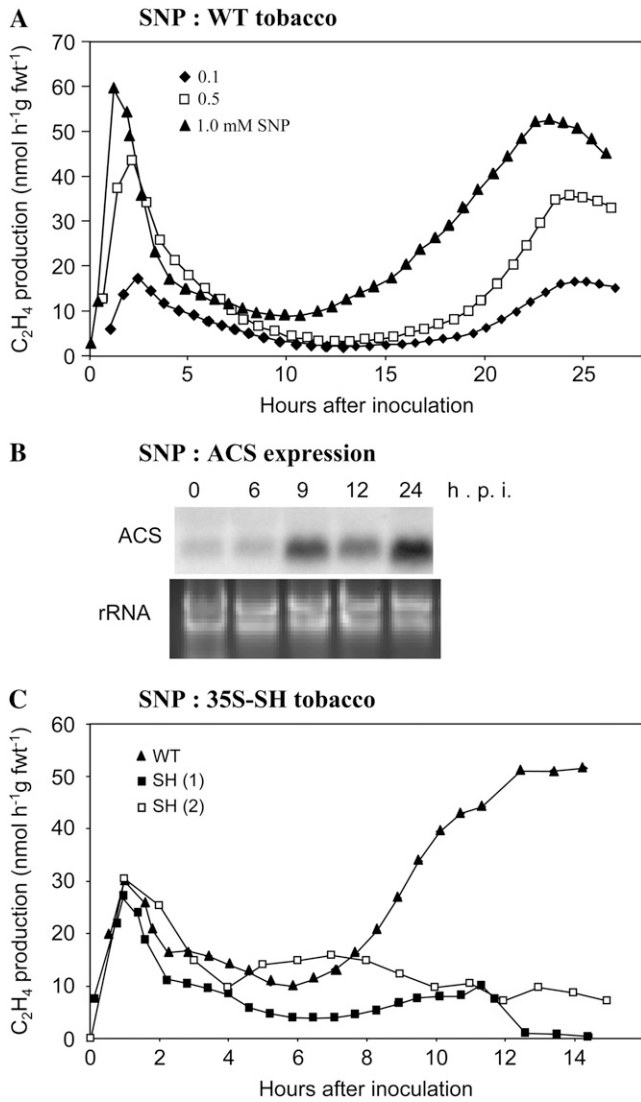 A SNP : WT tobacco
C₂H₄ production (nmol h⁻¹g fwt⁻¹)
70
60
50
40
30
20
10
0
0.1
0.5
1.0 mM SNP
0 5 10 15 20 25
Hours after inoculation
B SNP : ACS expression
0 6 9 12 24 h . p. i.
ACS
rRNA
C SNP : 35S-SH tobacco
C₂H₄ production (nmol h⁻¹g fwt⁻¹)
60
50
40
30
20
10
0
WT
SH (1)
SH (2)
0 2 4 6 8 10 12 14
Hours after inoculation